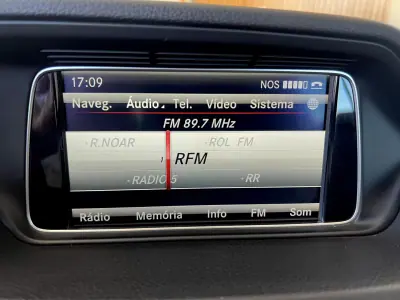 17:09 NOS
Naveg. Áudio Tel. Vídeo Sistema
FM 89.7 MHz
·R.NOAR ·ROL FM
1 RFM
·RADIO 5 ·RR
Rádio Memória Info FM Som